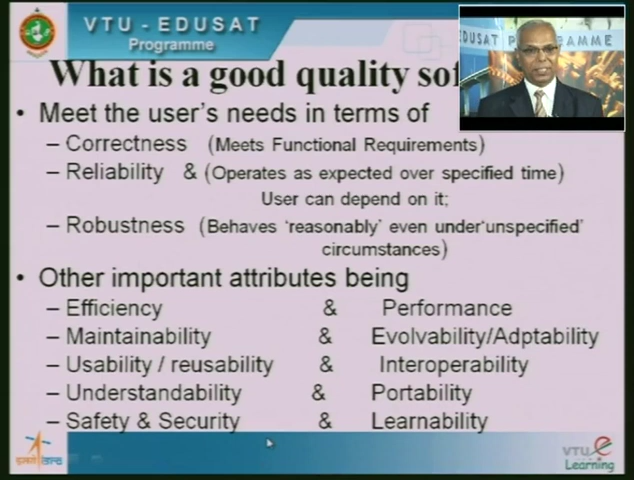 VTU - EDUSAT
Programme
EDUSAT PROGRAMME
What is a good quality sof
• Meet the user's needs in terms of
– Correctness (Meets Functional Requirements)
– Reliability & (Operates as expected over specified time)
User can depend on it;
– Robustness (Behaves 'reasonably' even under'unspecified'
circumstances)
• Other important attributes being
– Efficiency & Performance
– Maintainability & Evolvability/Adptability
– Usability / reusability & Interoperability
– Understandability & Portability
– Safety & Security & Learnability
VTU e
Learning